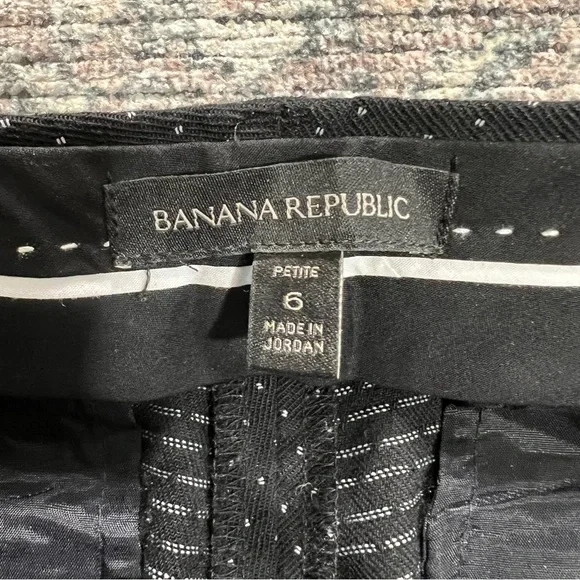 BANANA REPUBLIC
PETITE
6
MADE IN
JORDAN